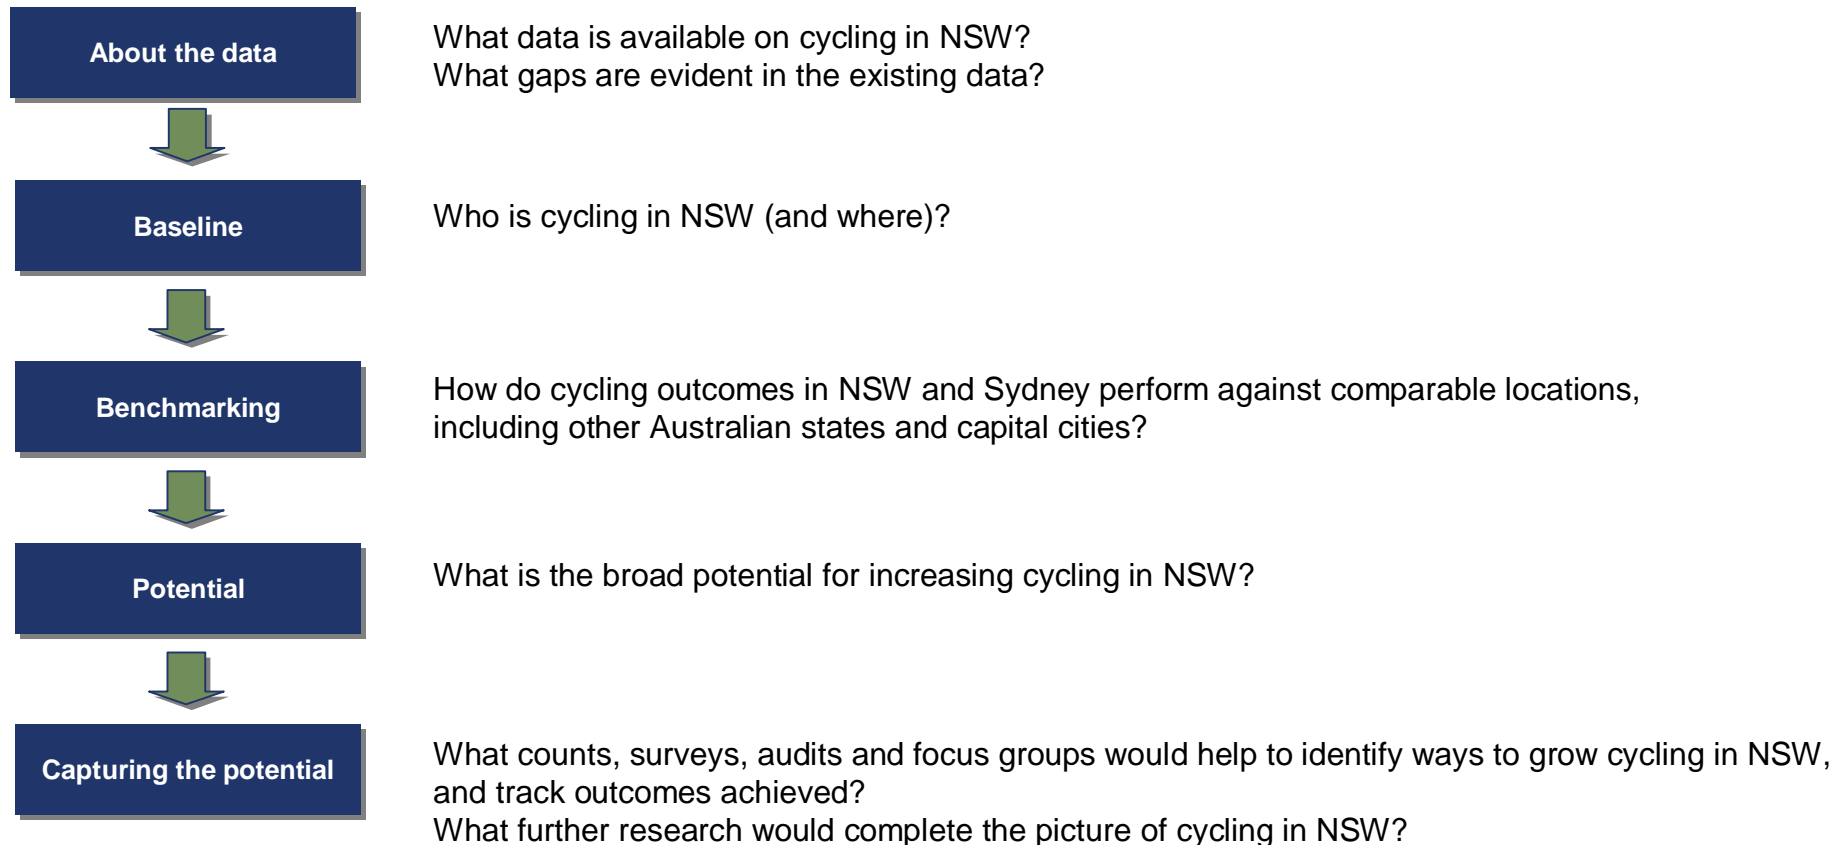 About the data
What data is available on cycling in NSW?
What gaps are evident in the existing data?
Baseline
Who is cycling in NSW (and where)?
Benchmarking
How do cycling outcomes in NSW and Sydney perform against comparable locations,
including other Australian states and capital cities?
Potential
What is the broad potential for increasing cycling in NSW?
Capturing the potential
What counts, surveys, audits and focus groups would help to identify ways to grow cycling in NSW,
and track outcomes achieved?
What further research would complete the picture of cycling in NSW?